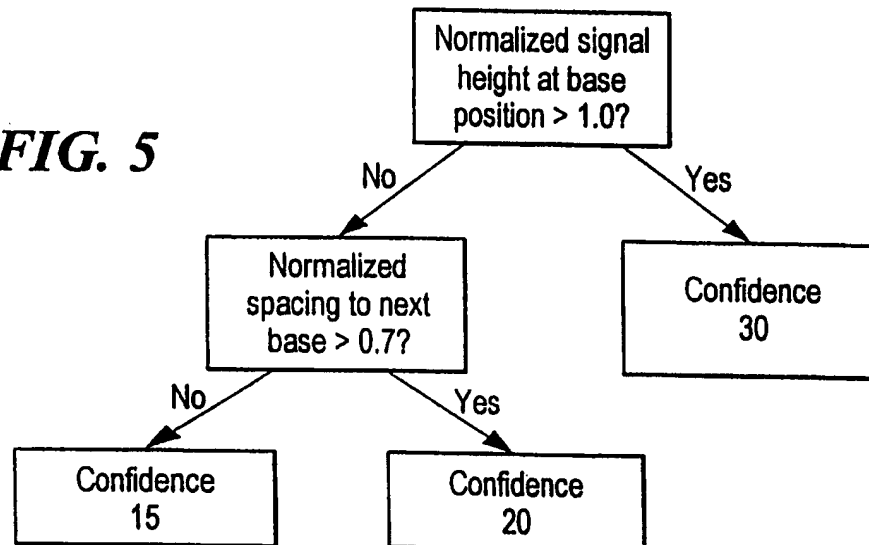 Normalized signal
height at base
position > 1.0?
FIG. 5
No
Yes
Normalized
spacing to next
base > 0.7?
Confidence
30
No
Yes
Confidence
15
Confidence
20